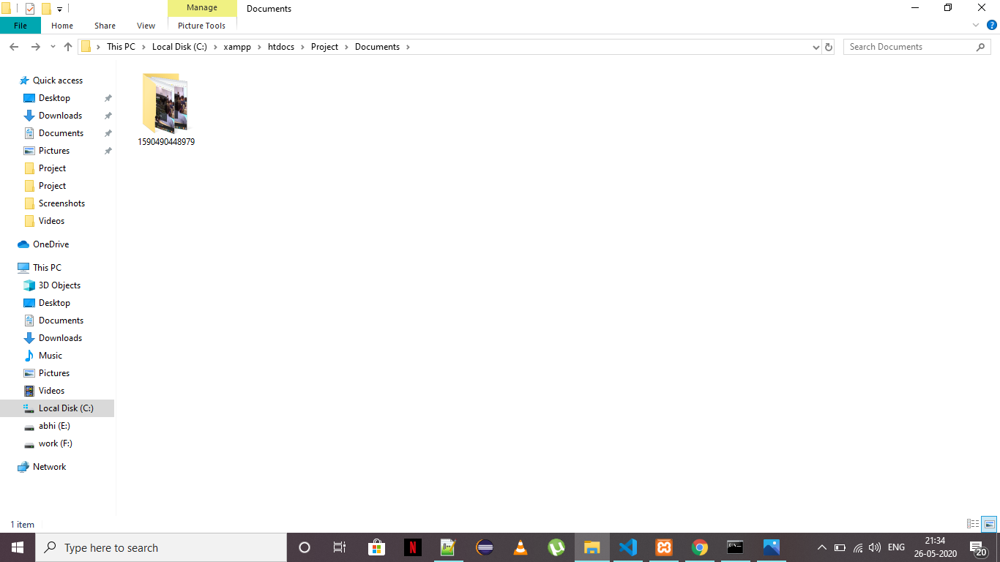 Manage
Documents
File
Home
Share
View
Picture Tools
This PC
Local Disk (C:)
xampp
htdocs
Project
Documents
Search Documents
Quick access
Desktop
Downloads
Documents
Pictures
Project
Project
Screenshots
Videos
OneDrive
This PC
3D Objects
Desktop
Documents
Downloads
Music
Pictures
Videos
Local Disk (C:)
abhi (E:)
work (F:)
Network
1590490448979
1 item
Type here to search
ENG
21:34
26-05-2020
20